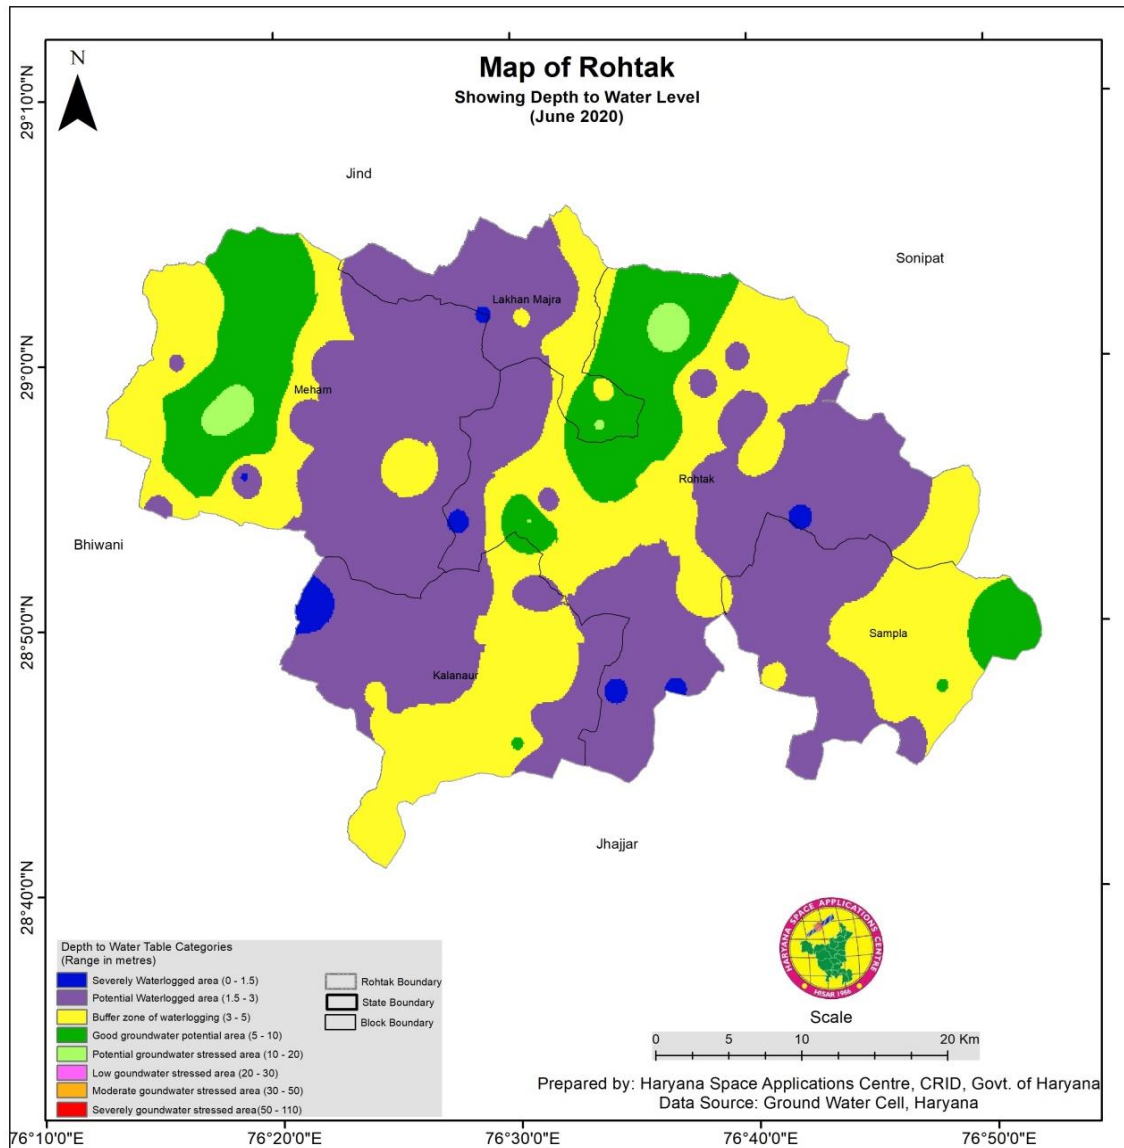 Map of Rohtak
Showing Depth to Water Level
(June 2020)
N
29°10'0"N
29°0'0"N
28°50'0"N
28°40'0"N
Jind
Sonipat
Lakhan Majra
Meham
Rohtak
Bhiwani
Sampla
Kalanaur
Jhajjar
HARYANA SPACE APPLICATIONS CENTRE
HISAR 1986
Depth to Water Table Categories
(Range in metres)
Severely Waterlogged area (0 - 1.5)
Potential Waterlogged area (1.5 - 3)
Buffer zone of waterlogging (3 - 5)
Good groundwater potential area (5 - 10)
Potential groundwater stressed area (10 - 20)
Low goundwater stressed area (20 - 30)
Moderate goundwater stressed area (30 - 50)
Severely goundwater stressed area(50 - 110)
Rohtak Boundary
State Boundary
Block Boundary
Scale
0 5 10 20 Km
Prepared by: Haryana Space Applications Centre, CRID, Govt. of Haryana
Data Source: Ground Water Cell, Haryana
76°10'0"E 76°20'0"E 76°30'0"E 76°40'0"E 76°50'0"E